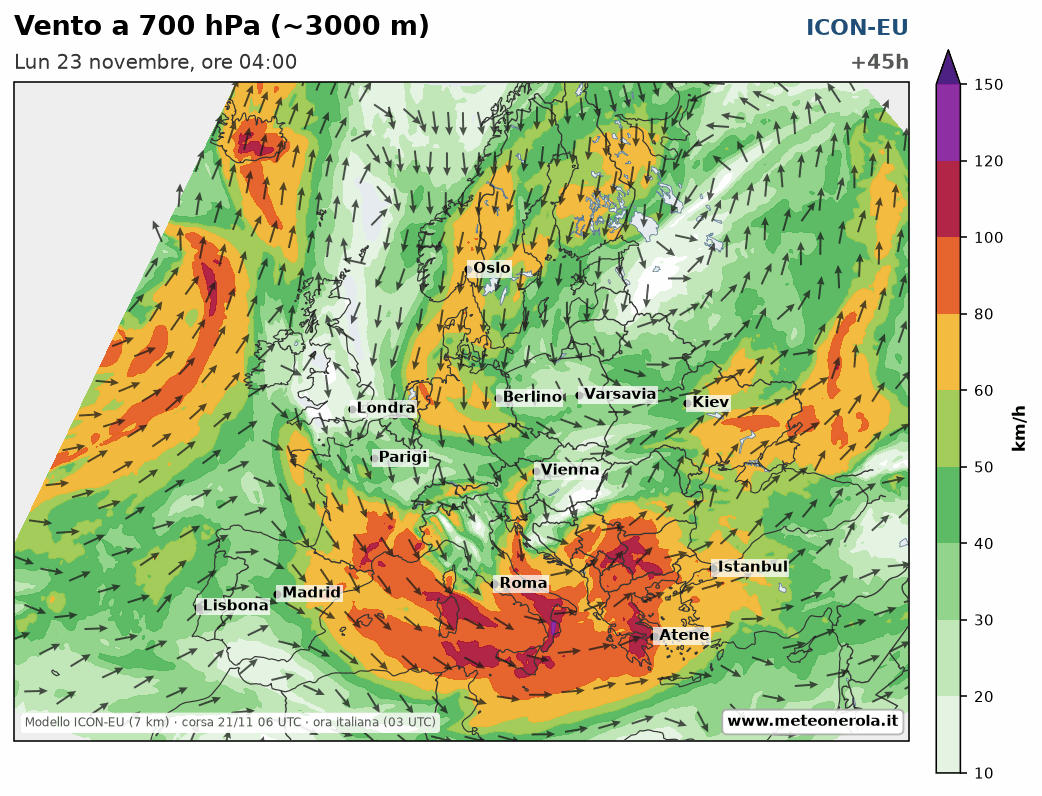 Vento a 700 hPa (~3000 m)
ICON-EU
Lun 23 novembre, ore 04:00
+45h
150
120
100
80
60
50
40
30
20
10
km/h
Oslo
Londra
Berlino
Varsavia
Kiev
Parigi
Vienna
Roma
Istanbul
Madrid
Lisbona
Atene
Modello ICON-EU (7 km) · corsa 21/11 06 UTC · ora italiana (03 UTC)
www.meteonerola.it